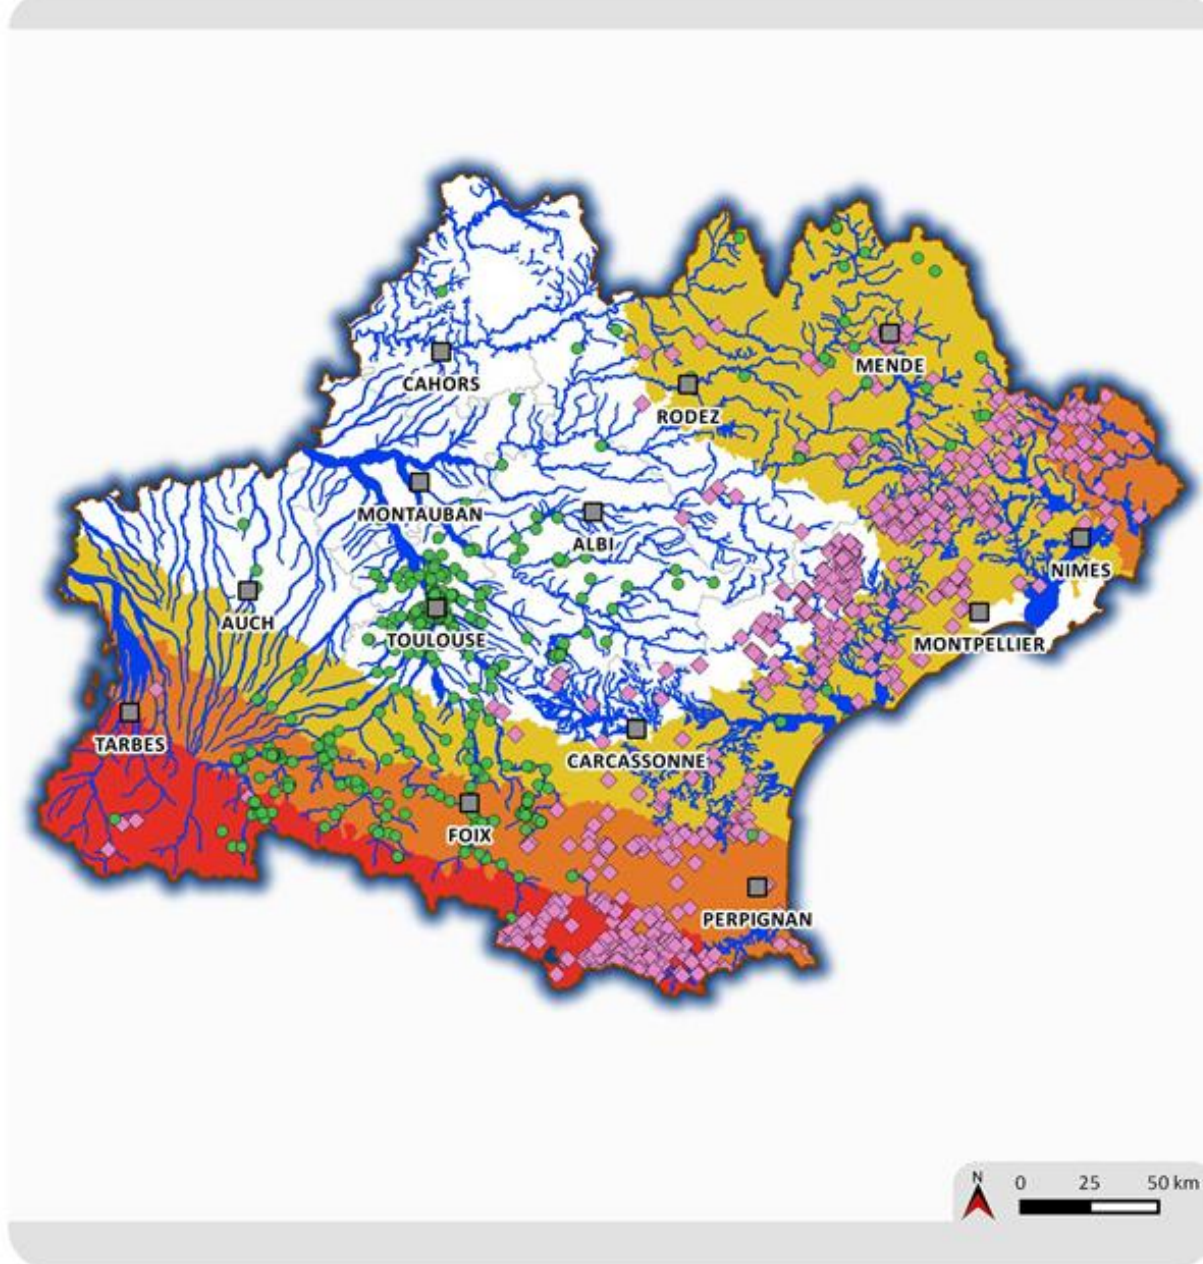 CAHORS
MENDE
RODEZ
MONTAUBAN
ALBI
NIMES
AUCH
TOULOUSE
MONTPELLIER
TARBES
CARCASSONNE
FOIX
PERPIGNAN
N
0 25 50 km